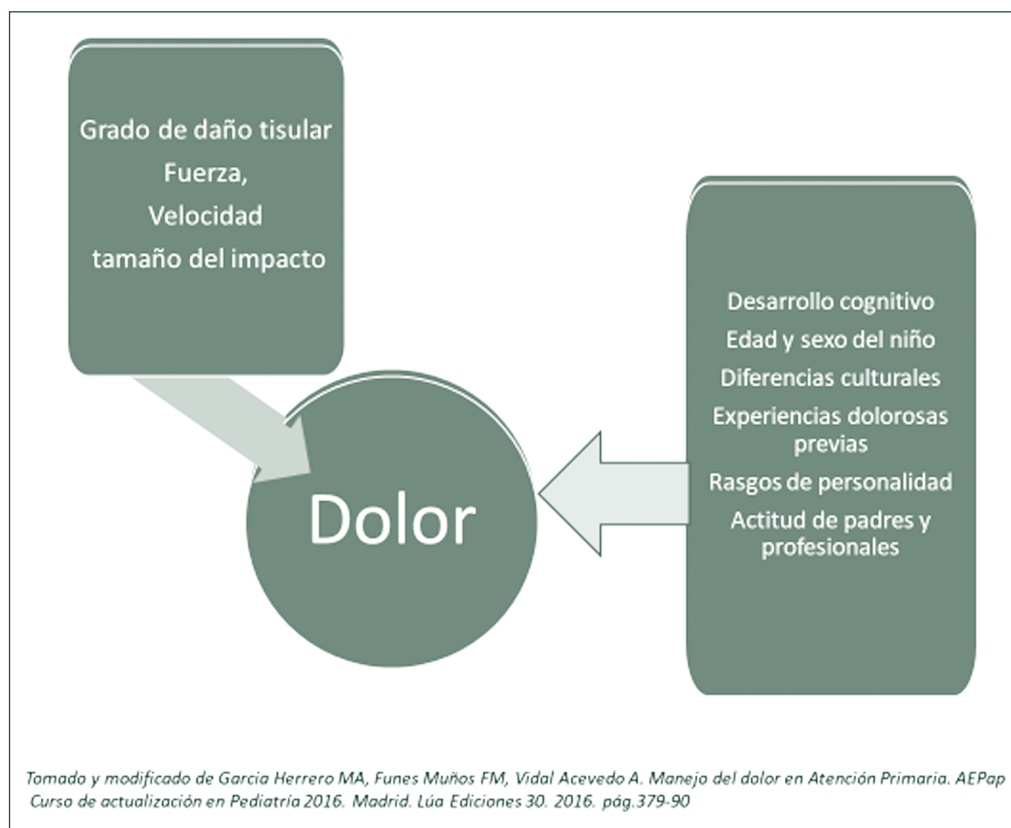 Grado de daño tisular
Fuerza,
Velocidad
tamaño del impacto
Desarrollo cognitivo
Edad y sexo del niño
Diferencias culturales
Experiencias dolorosas
previas
Rasgos de personalidad
Actitud de padres y
profesionales
Dolor
Tomado y modificado de Garcia Herrero MA, Funes Muños FM, Vidal Acevedo A. Manejo del dolor en Atención Primaria. AEPap
Curso de actualización en Pediatría 2016. Madrid. Lúa Ediciones 30. 2016. pág.379-90